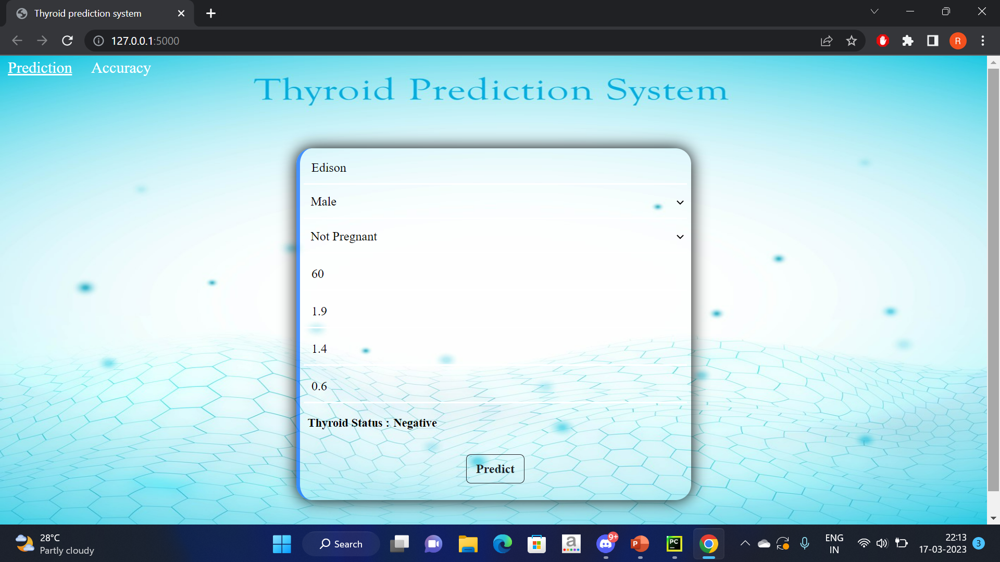 Thyroid prediction system
127.0.0.1:5000
R
Prediction Accuracy
Thyroid Prediction System
Edison
Male
Not Pregnant
60
1.9
1.4
0.6
Thyroid Status : Negative
Predict
28°C
Partly cloudy
Search
a
9+
P
PC
ENG
IN
22:13
17-03-2023
3